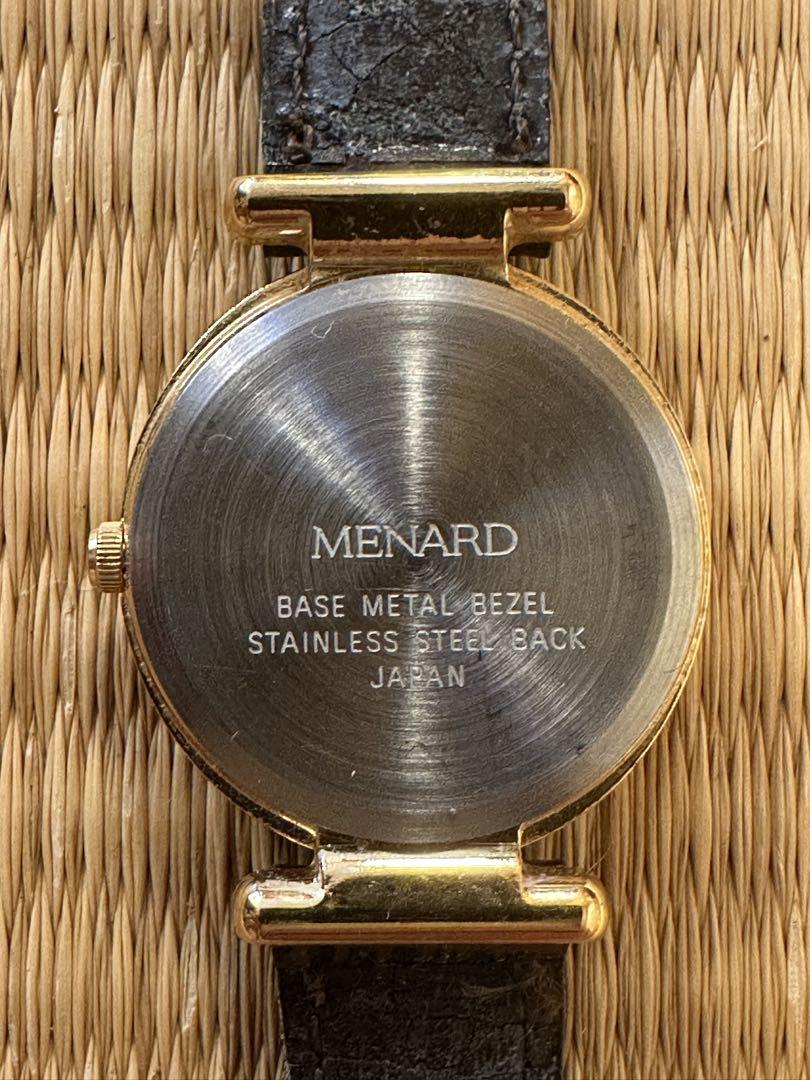 MENARD
BASE METAL BEZEL
STAINLESS STEEL BACK
JAPAN